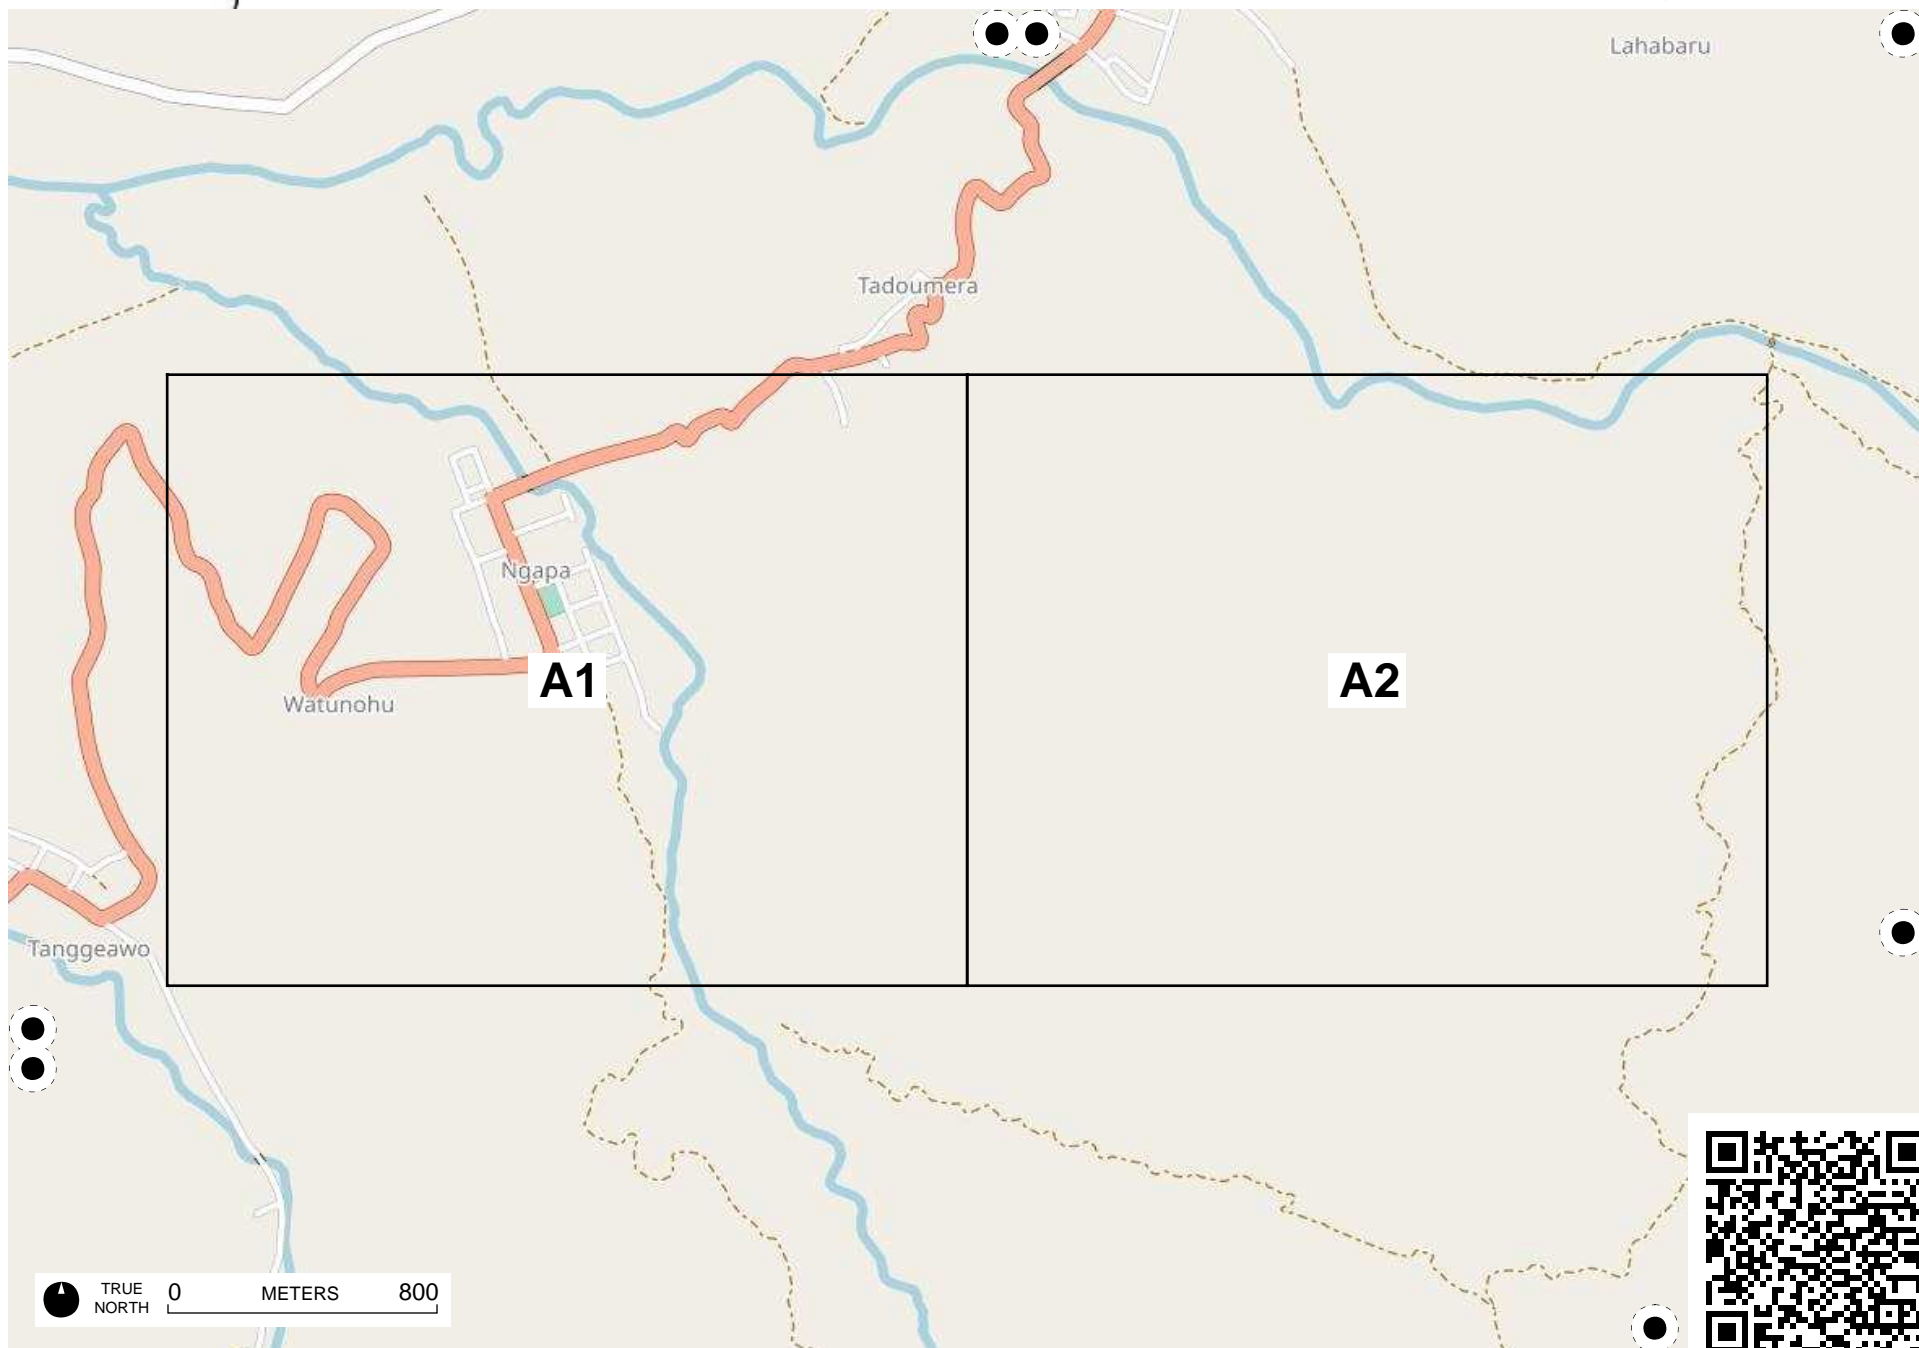 Lahabaru
Tadoumera
Ngapa
A1
A2
Watunohu
Tanggeawo
TRUE
NORTH
0 METERS 800